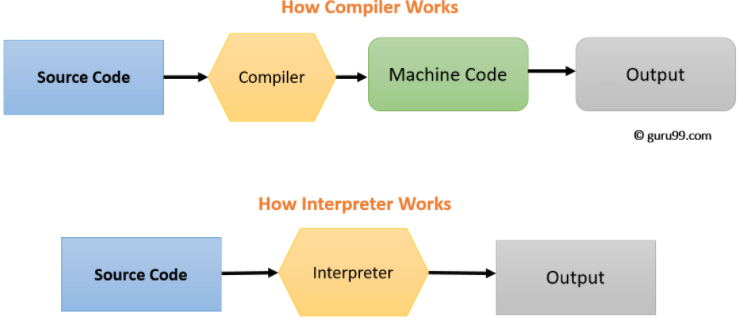 How Compiler Works
Source Code
Compiler
Machine Code
Output
© guru99.com
How Interpreter Works
Source Code
Interpreter
Output